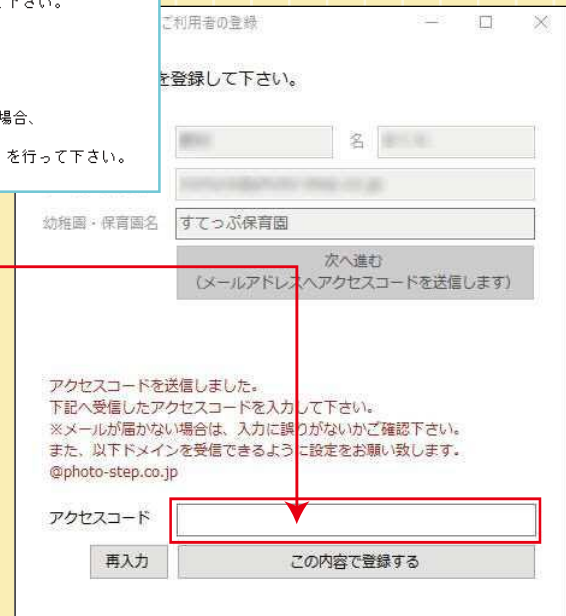 下さい。
場合、
を行って下さい。
ご利用者の登録
を登録して下さい。
名
幼稚園・保育園名 すてっぷ保育園
次へ進む
(メールアドレスへアクセスコードを送信します)
アクセスコードを送信しました。
下記へ受信したアクセスコードを入力して下さい。
※メールが届かない場合は、入力に誤りがないかご確認下さい。
また、以下ドメインを受信できるように設定をお願い致します。
@photo-step.co.jp
アクセスコード
再入力 この内容で登録する